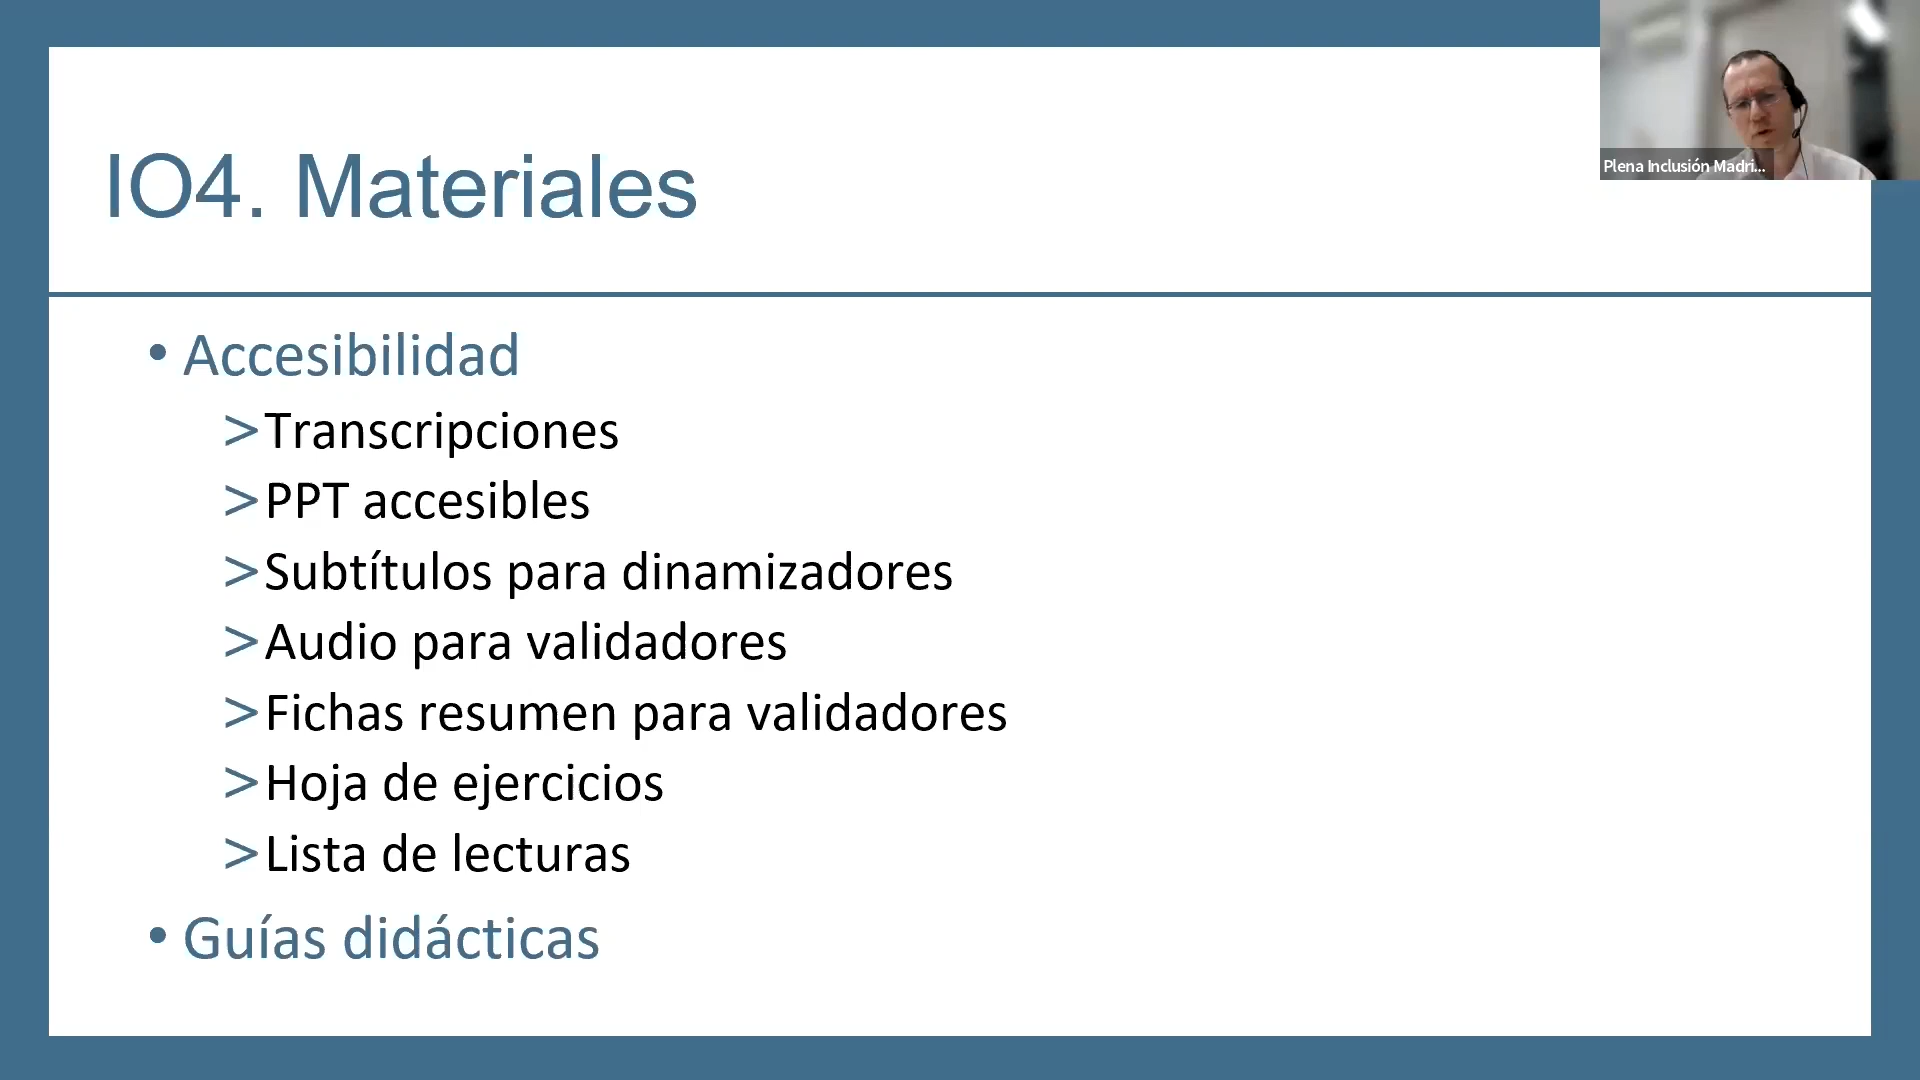 IO4. Materiales
Plena Inclusión Madri...
• Accesibilidad
>Transcripciones
>PPT accesibles
>Subtítulos para dinamizadores
>Audio para validadores
>Fichas resumen para validadores
>Hoja de ejercicios
>Lista de lecturas
• Guías didácticas